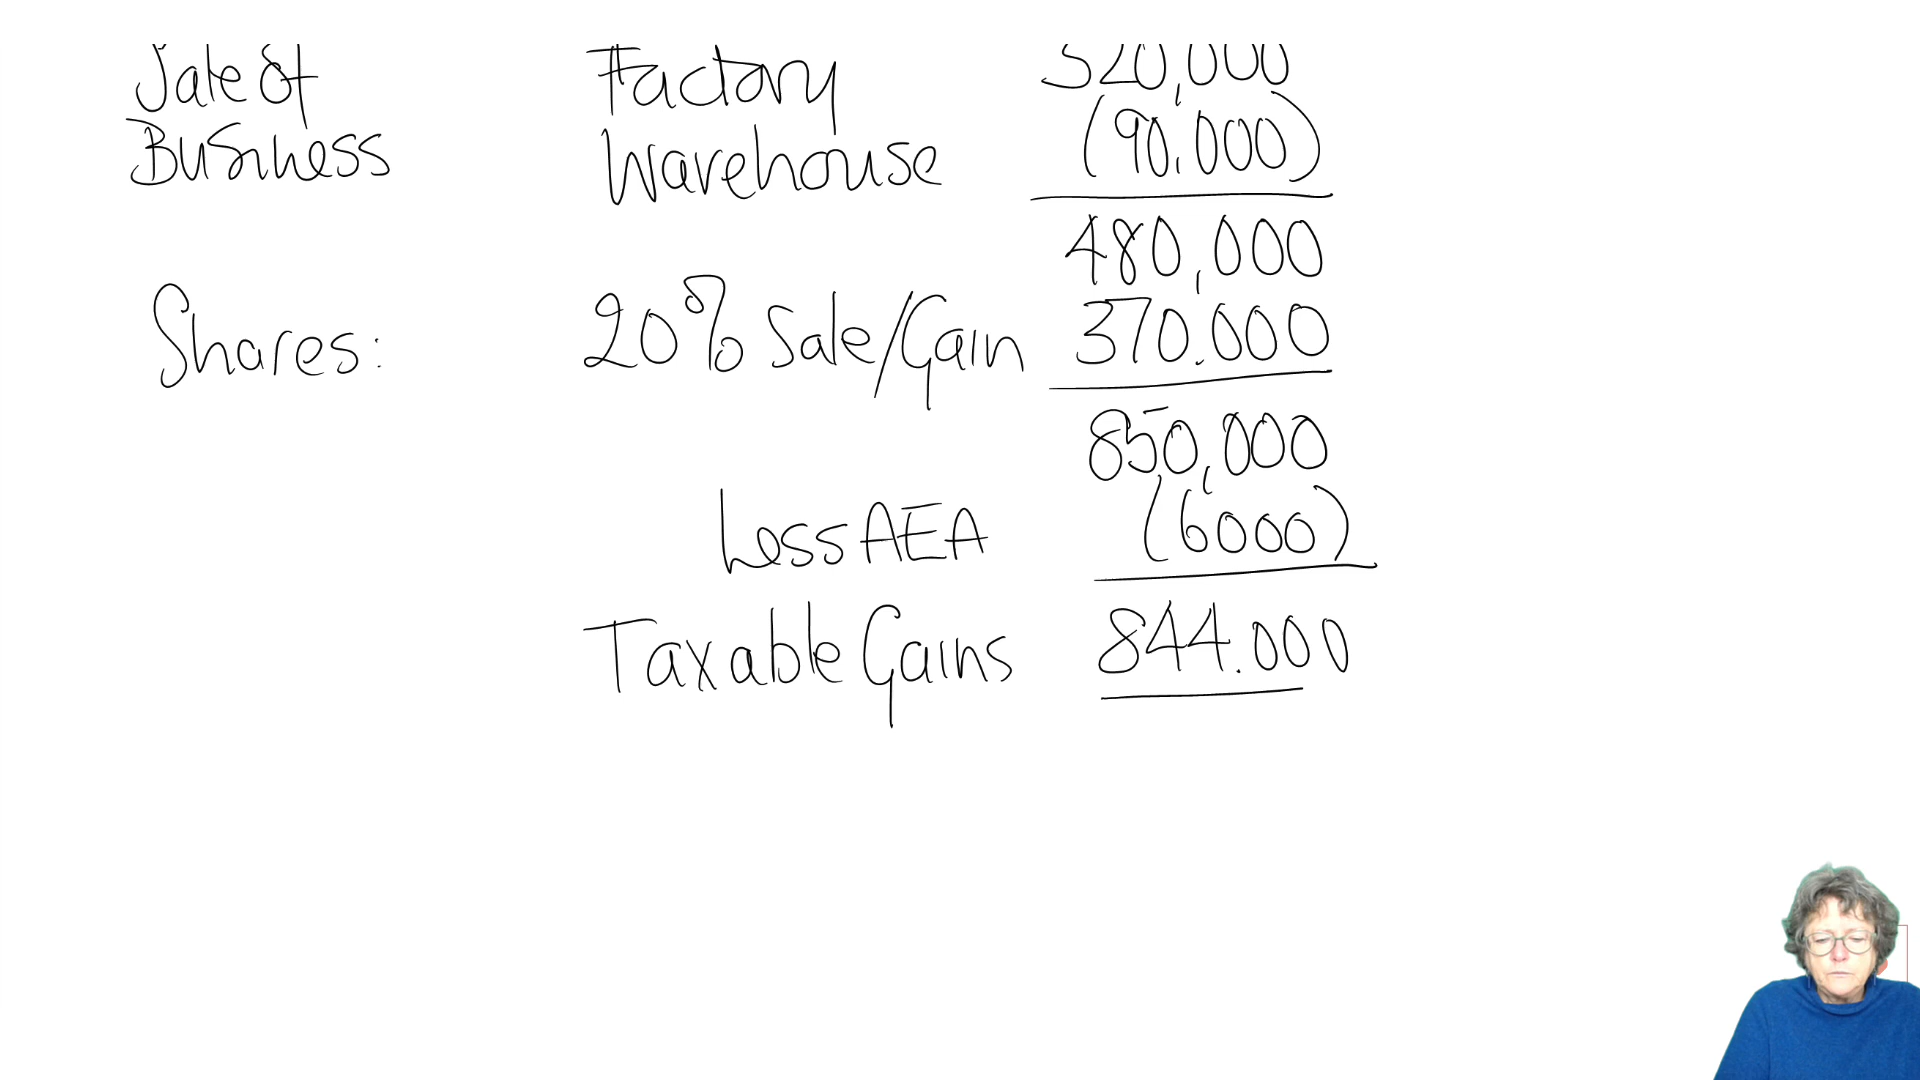 Sale of Factory 320,000
Business Warehouse (90.000)
480,000
Shares: 20% Sale/Gain 370.000
850,000
Less AEA (6000)
Taxable Gains 844.000